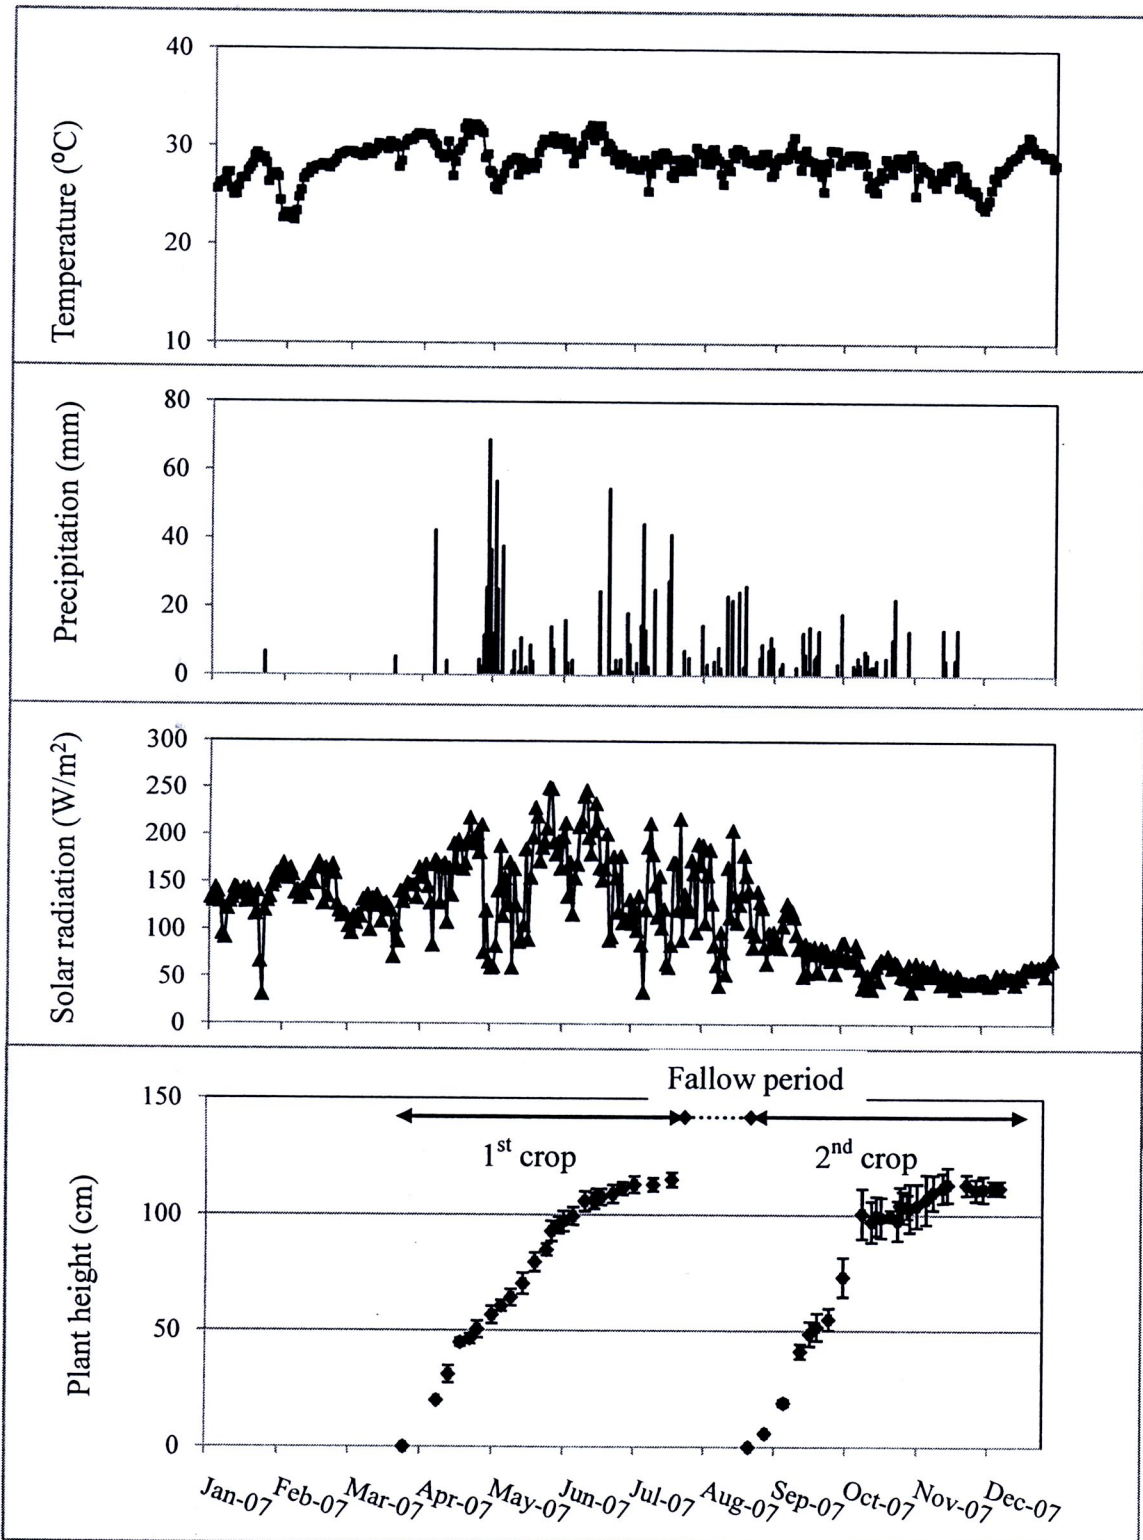 40
30
20
10
Temperature (⁰C)
80
60
40
20
0
Precipitation (mm)
300
250
200
150
100
50
0
Solar radiation (W/m²)
Fallow period
150
1st crop
2nd crop
100
50
0
Plant height (cm)
Jan-07 Feb-07 Mar-07 Apr-07 May-07 Jun-07 Jul-07 Aug-07 Sep-07 Oct-07 Nov-07 Dec-07